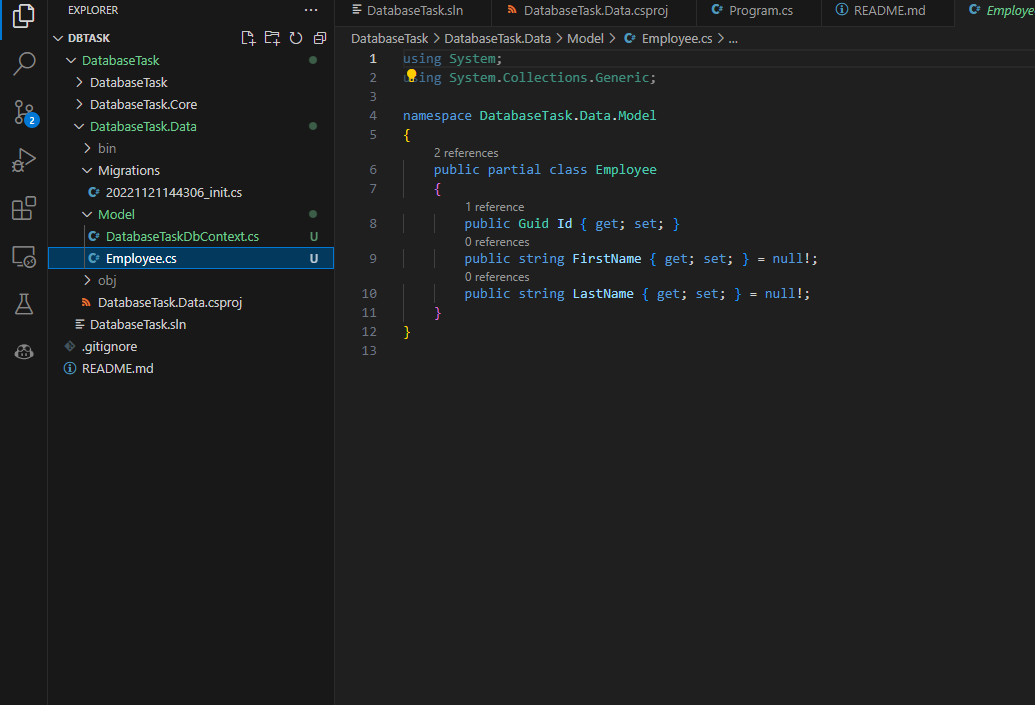 EXPLORER
DBTASK
DatabaseTask
DatabaseTask
DatabaseTask.Core
DatabaseTask.Data
bin
Migrations
20221121144306_init.cs
Model
DatabaseTaskDbContext.cs U
Employee.cs U
obj
DatabaseTask.Data.csproj
DatabaseTask.sln
.gitignore
README.md
2
DatabaseTask.sln DatabaseTask.Data.csproj Program.cs README.md Employe
DatabaseTask > DatabaseTask.Data > Model > Employee.cs > ...
1 using System;
2 using System.Collections.Generic;
3
4 namespace DatabaseTask.Data.Model
5 {
2 references
6 public partial class Employee
7 {
1 reference
8 public Guid Id { get; set; }
0 references
9 public string FirstName { get; set; } = null!;
0 references
10 public string LastName { get; set; } = null!;
11 }
12 }
13